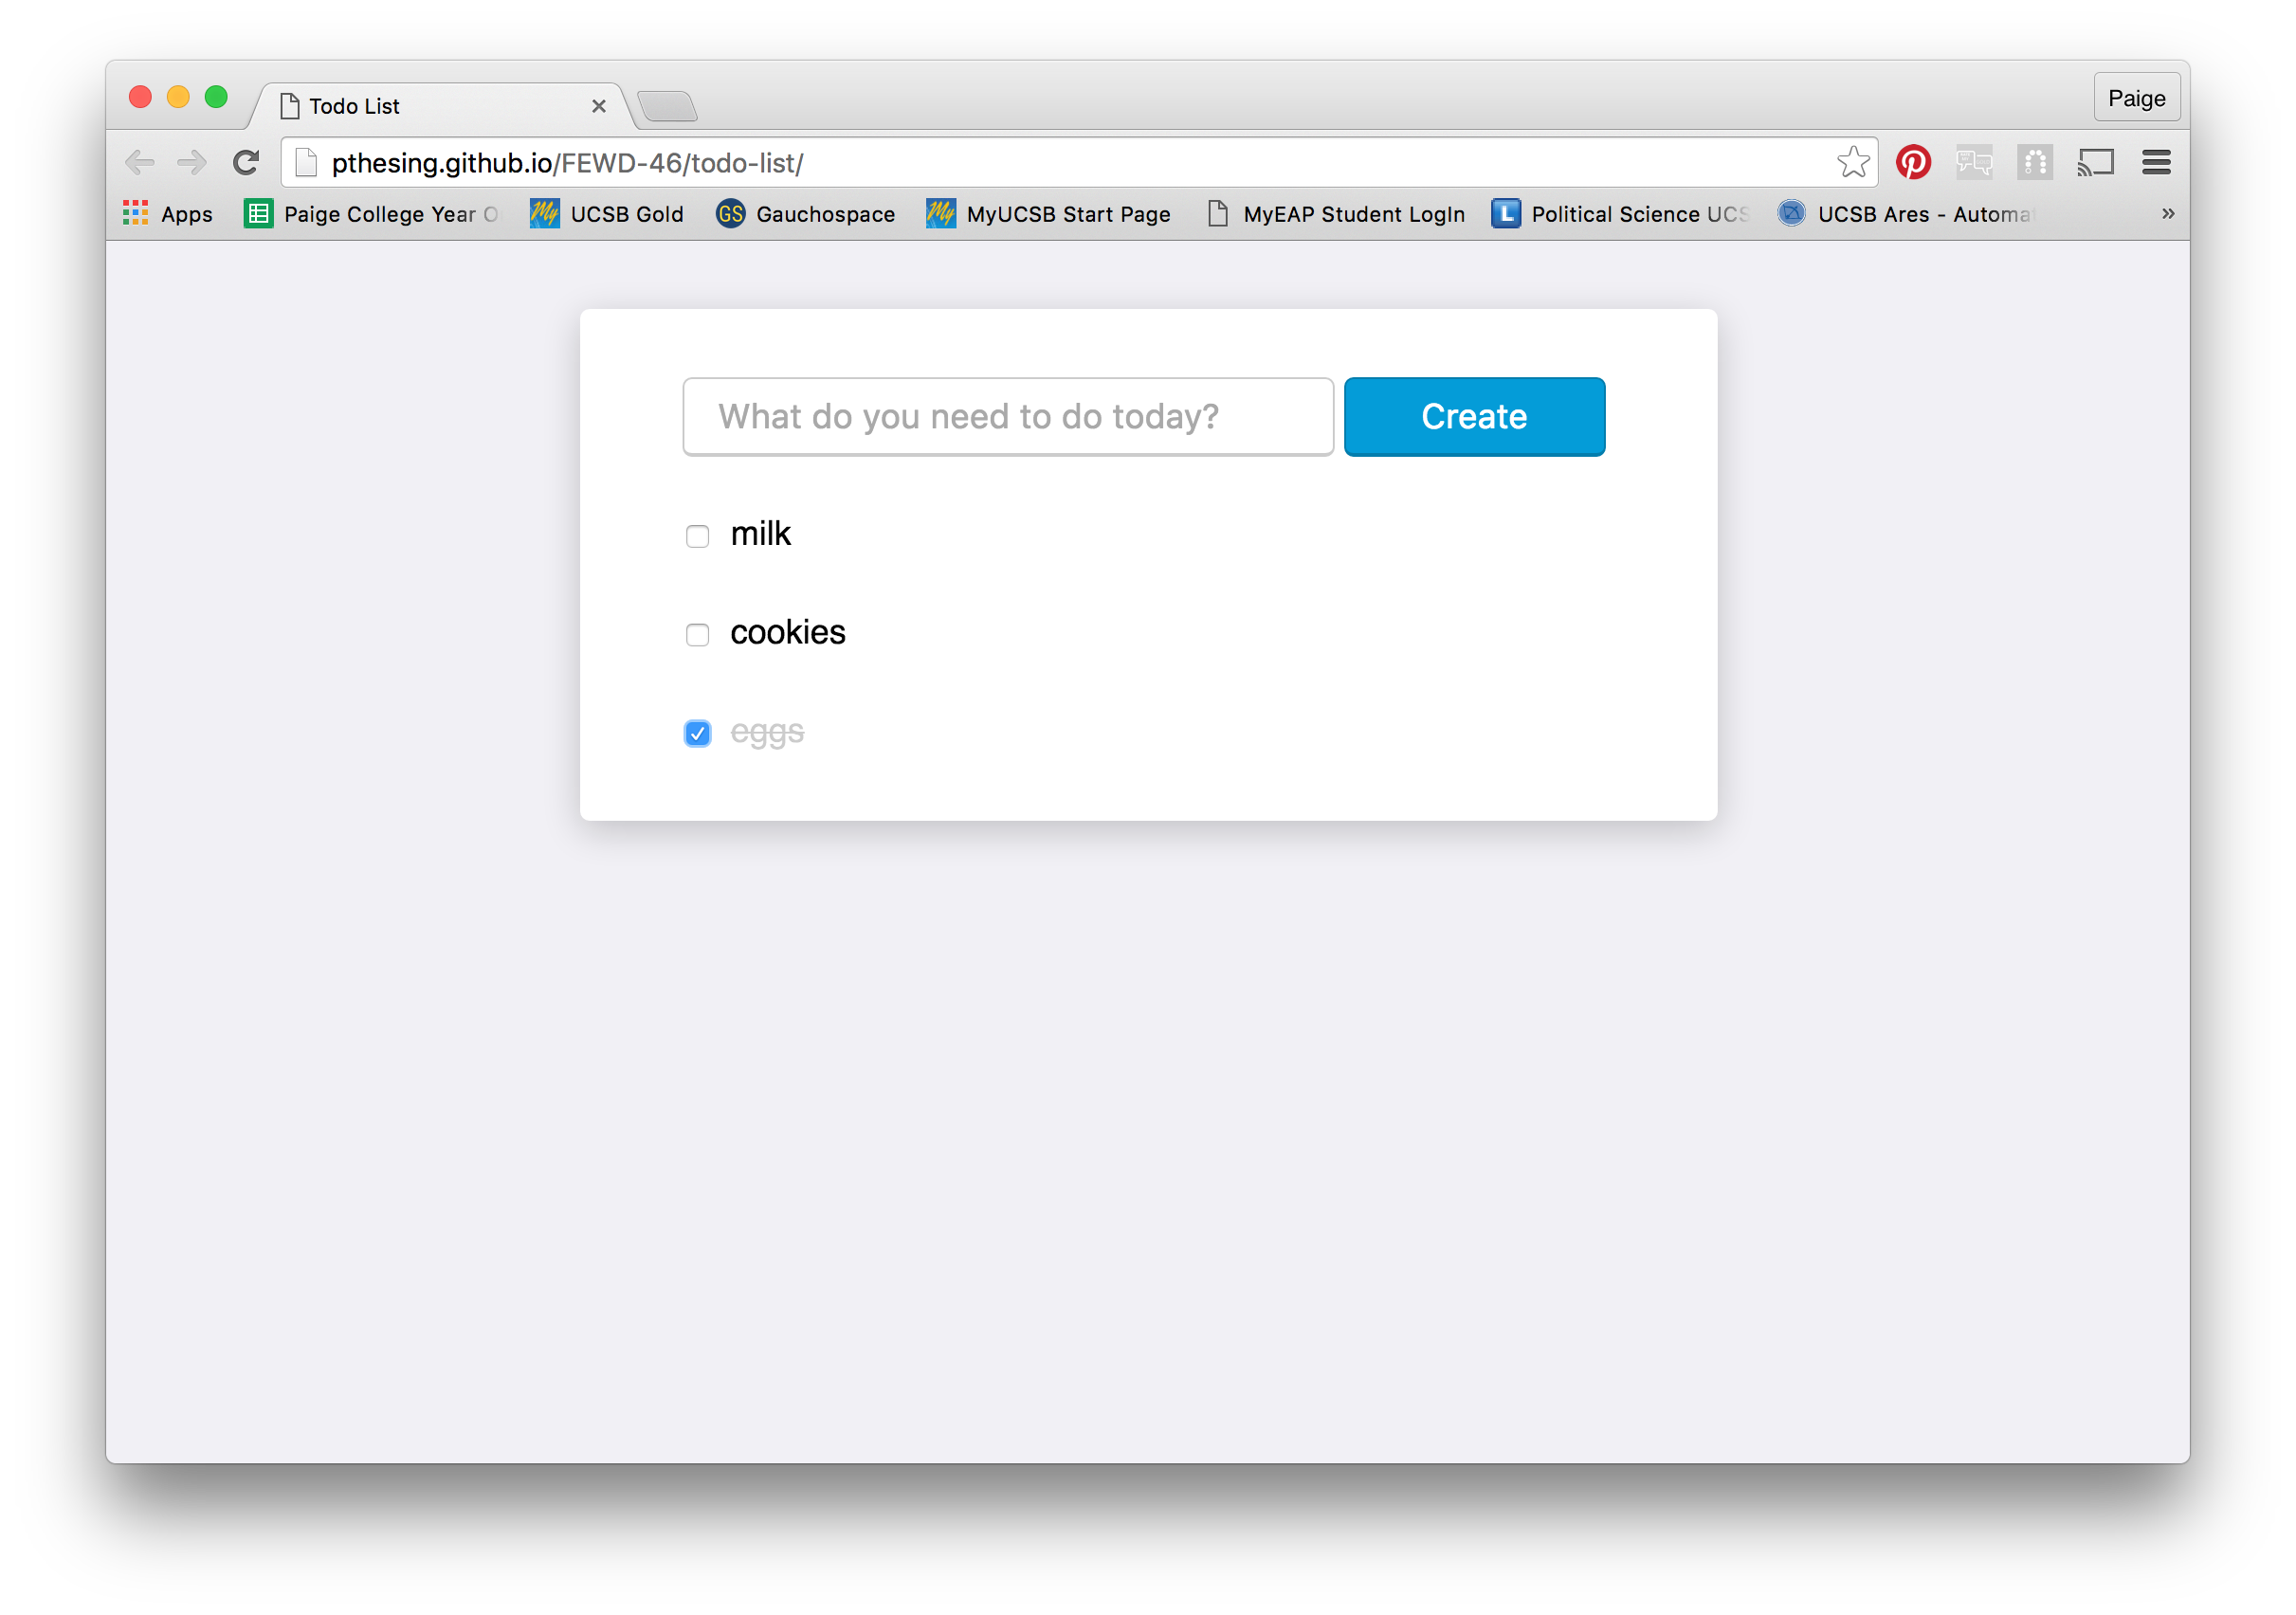 Todo List
Paige
pthesing.github.io/FEWD-46/todo-list/
Apps Paige College Year O My UCSB Gold GS Gauchospace My MyUCSB Start Page MyEAP Student LogIn L Political Science UCS UCSB Ares - Automa »
What do you need to do today? Create
milk
cookies
eggs